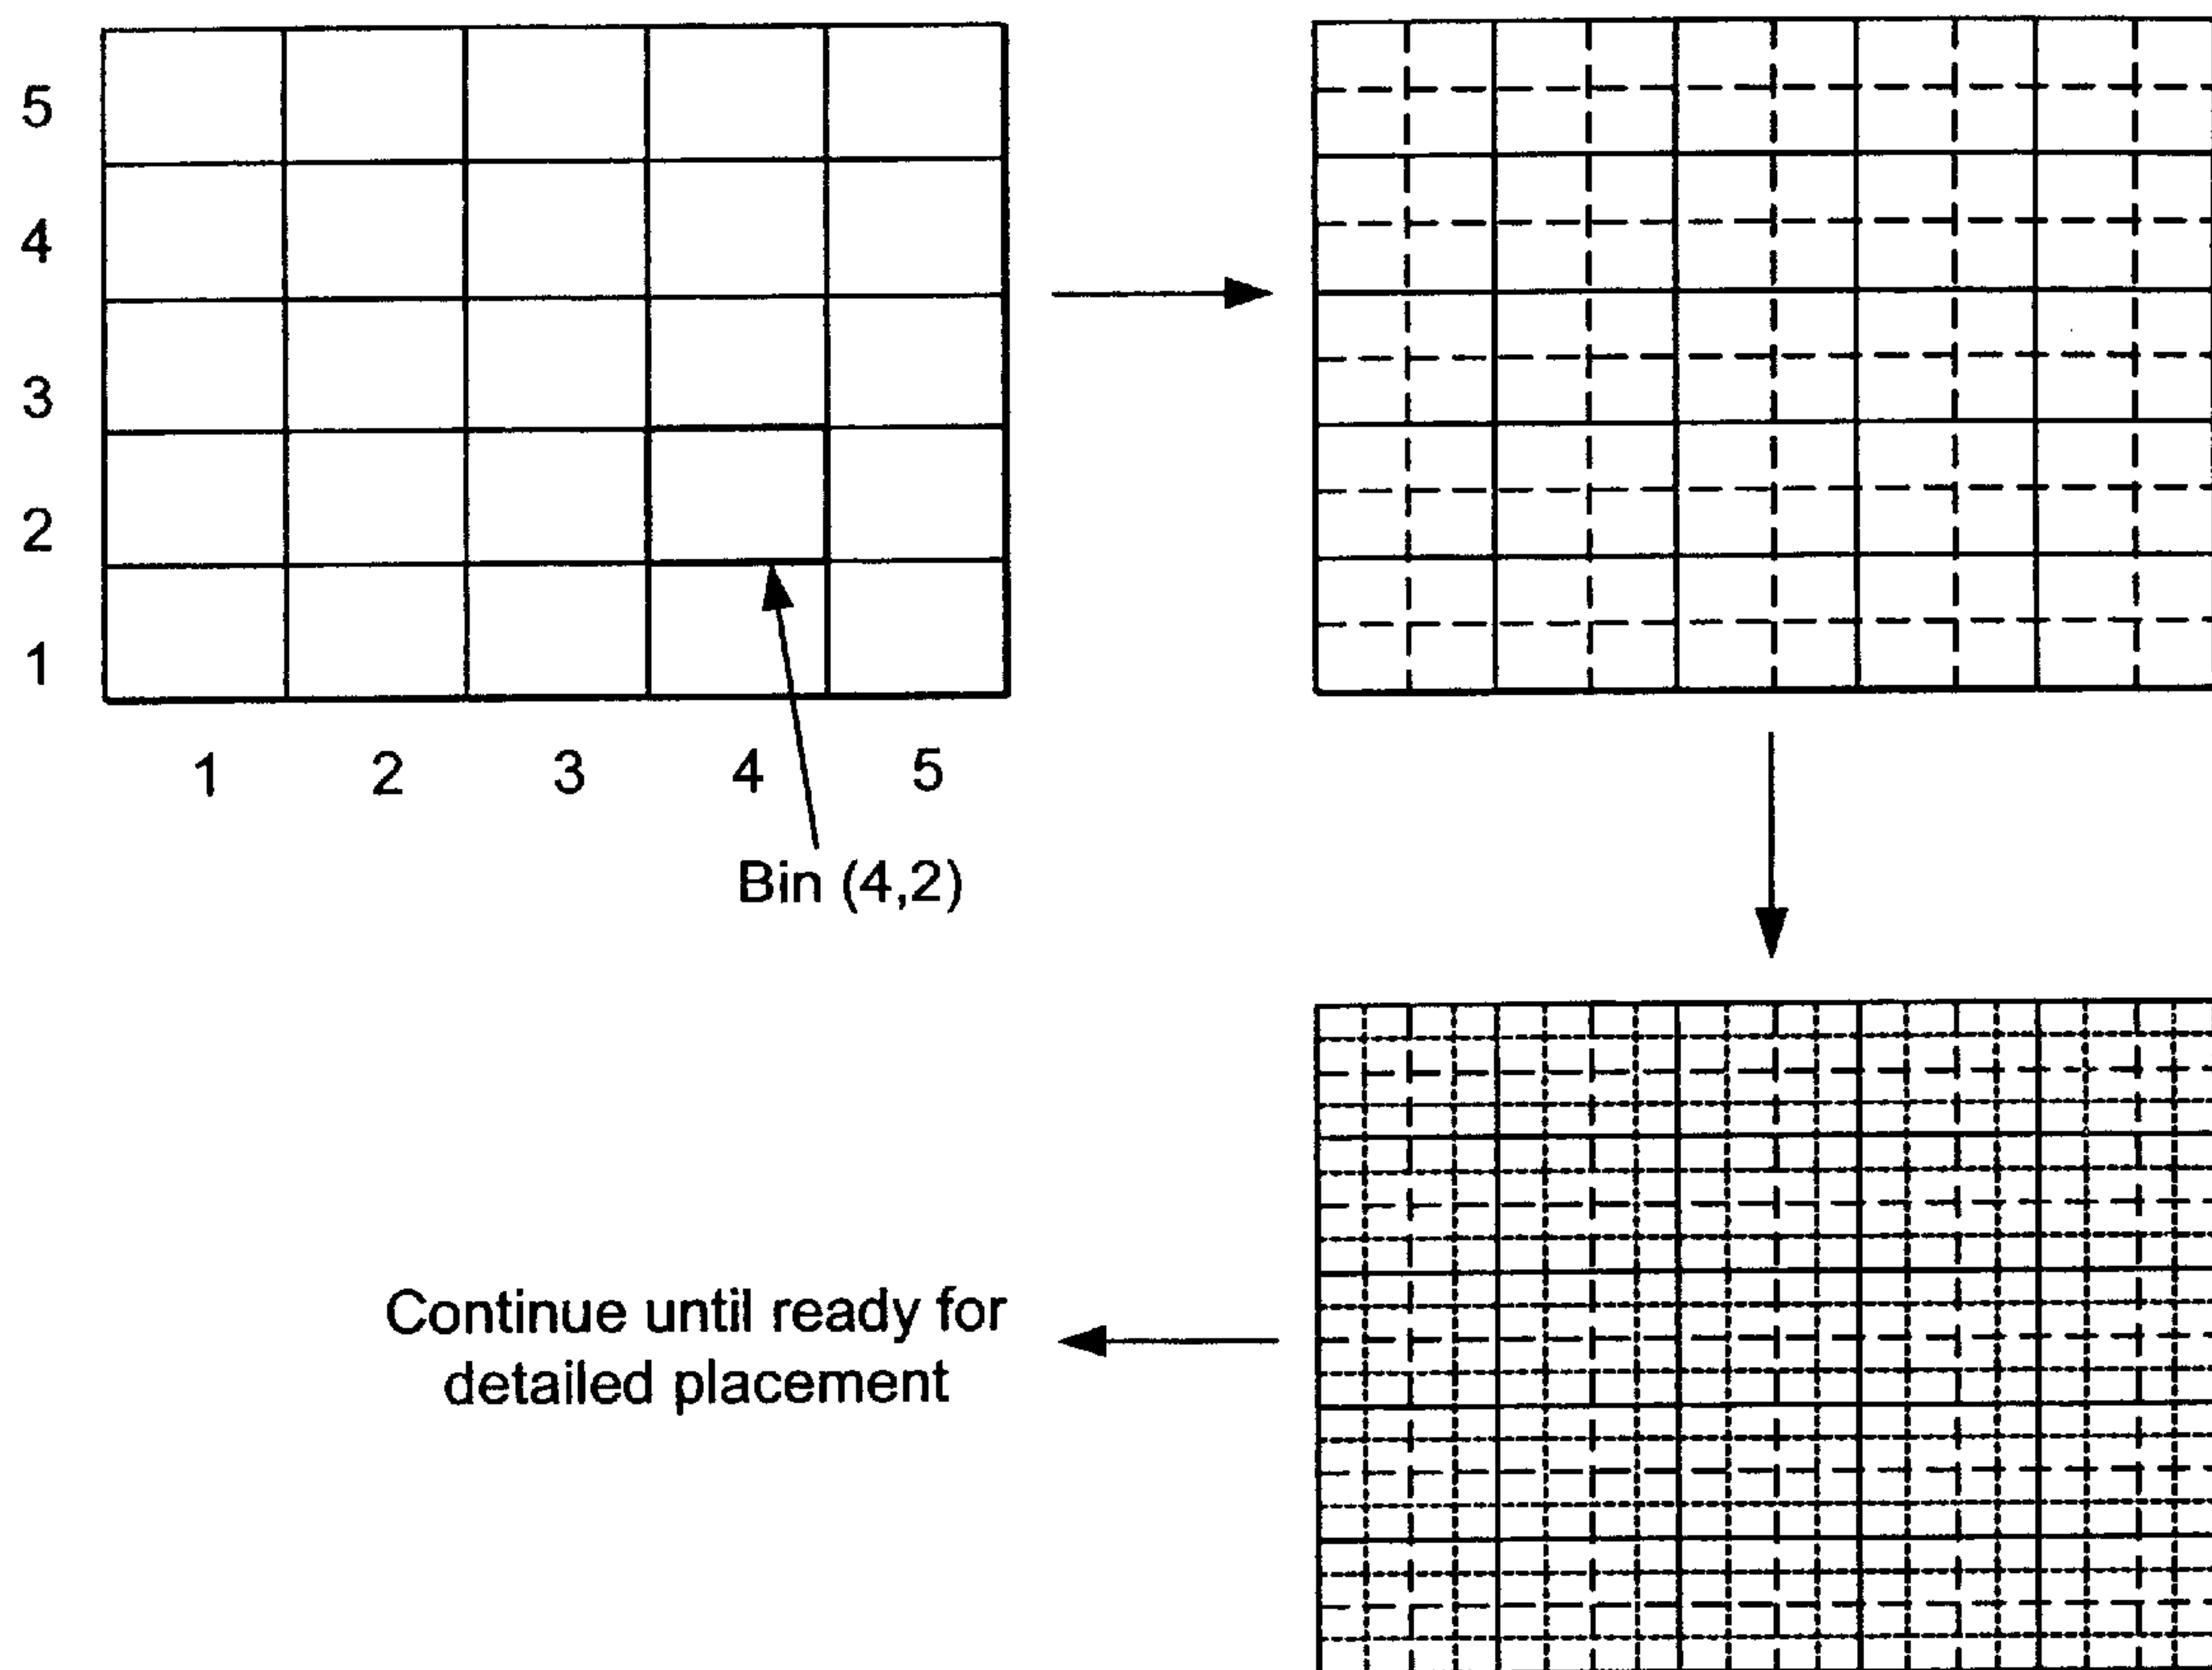 5
4
3
2
1
1 2 3 4 5
Bin (4,2)
Continue until ready for
detailed placement